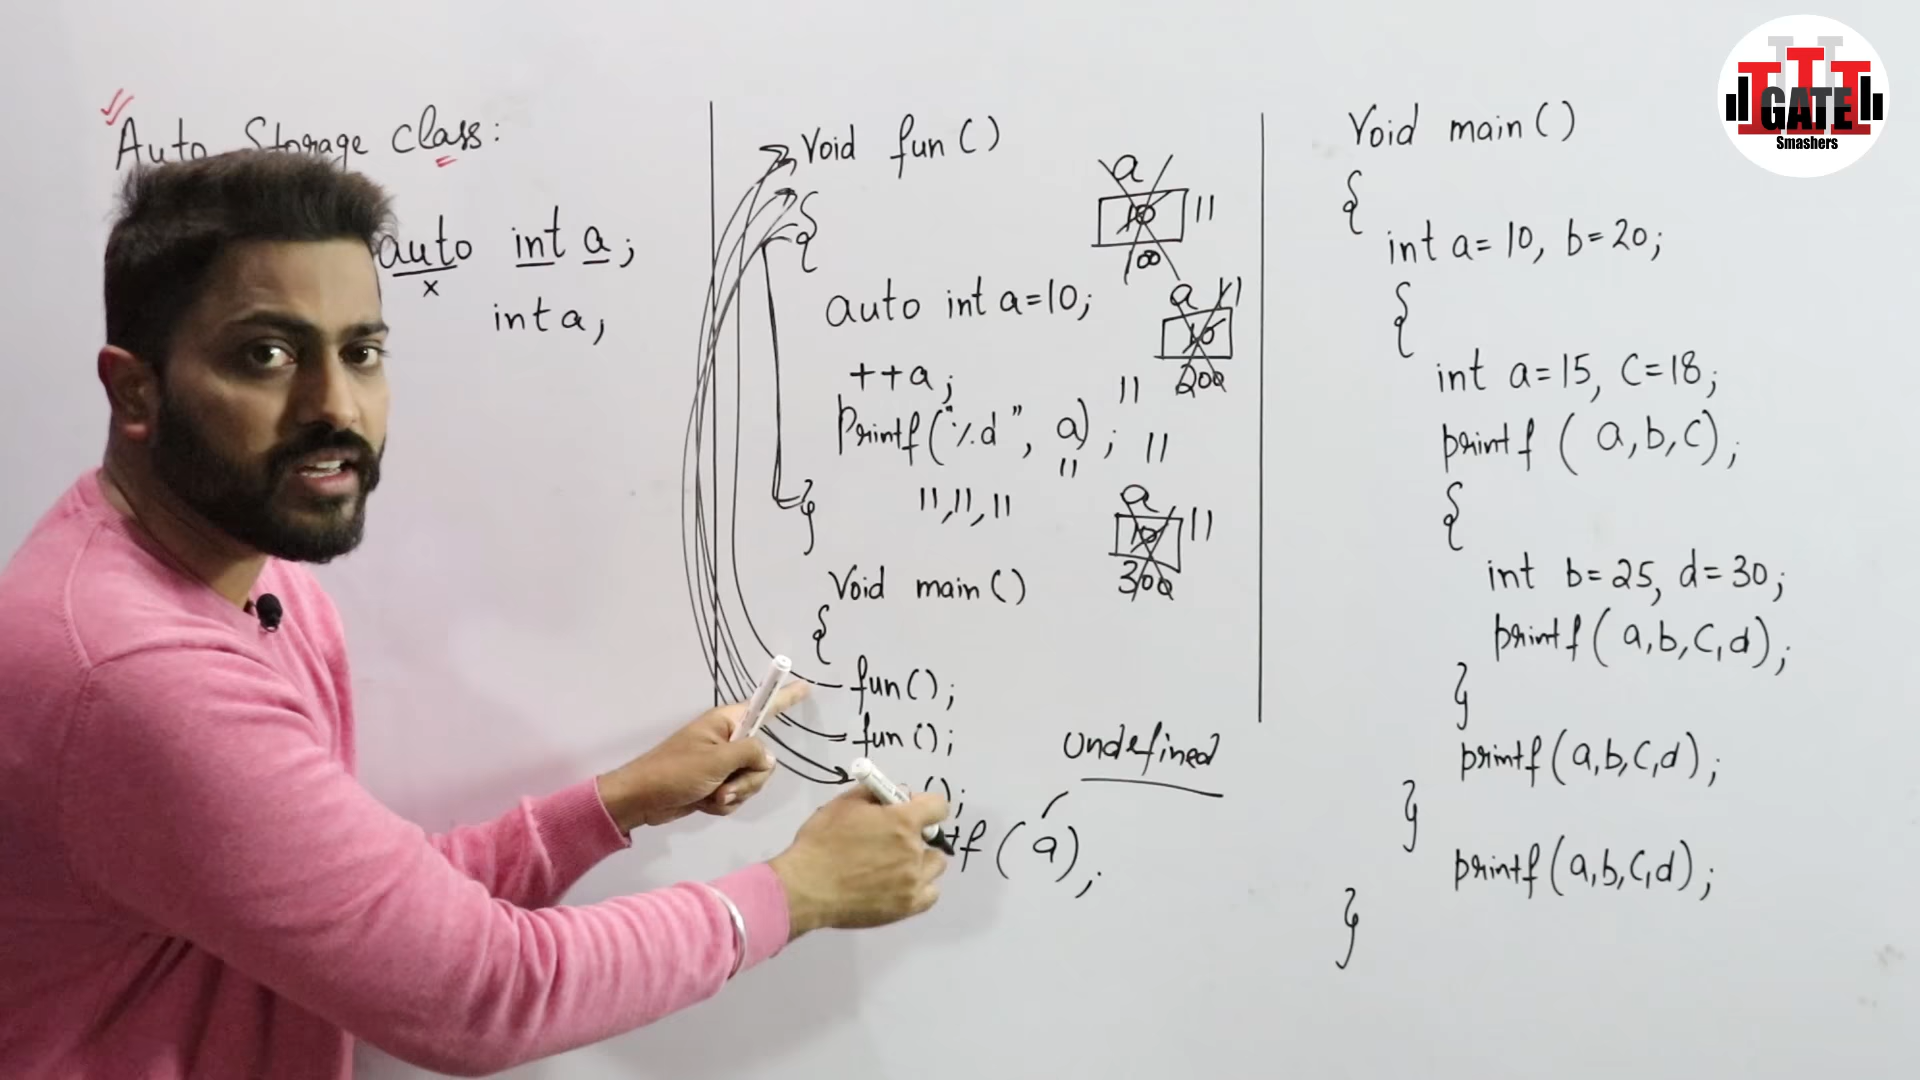 Auto Storage Class:
auto int a;
x
int a;
Void fun()
{
auto int a=10;
++a;
Printf("%d", a);
11
11
11
11,11,11
}
Void main()
{
fun();
fun();
();
tf(a);
undefined
a
10
11
100
a 11
10
200
a
10
11
300
Void main()
{
int a=10, b=20;
{
int a=15, C=18;
printf ( a,b,C);
{
int b=25, d=30;
printf( a,b,C,d);
}
printf(a,b,C,d);
}
printf(a,b,C,d);
}
GATE
Smashers